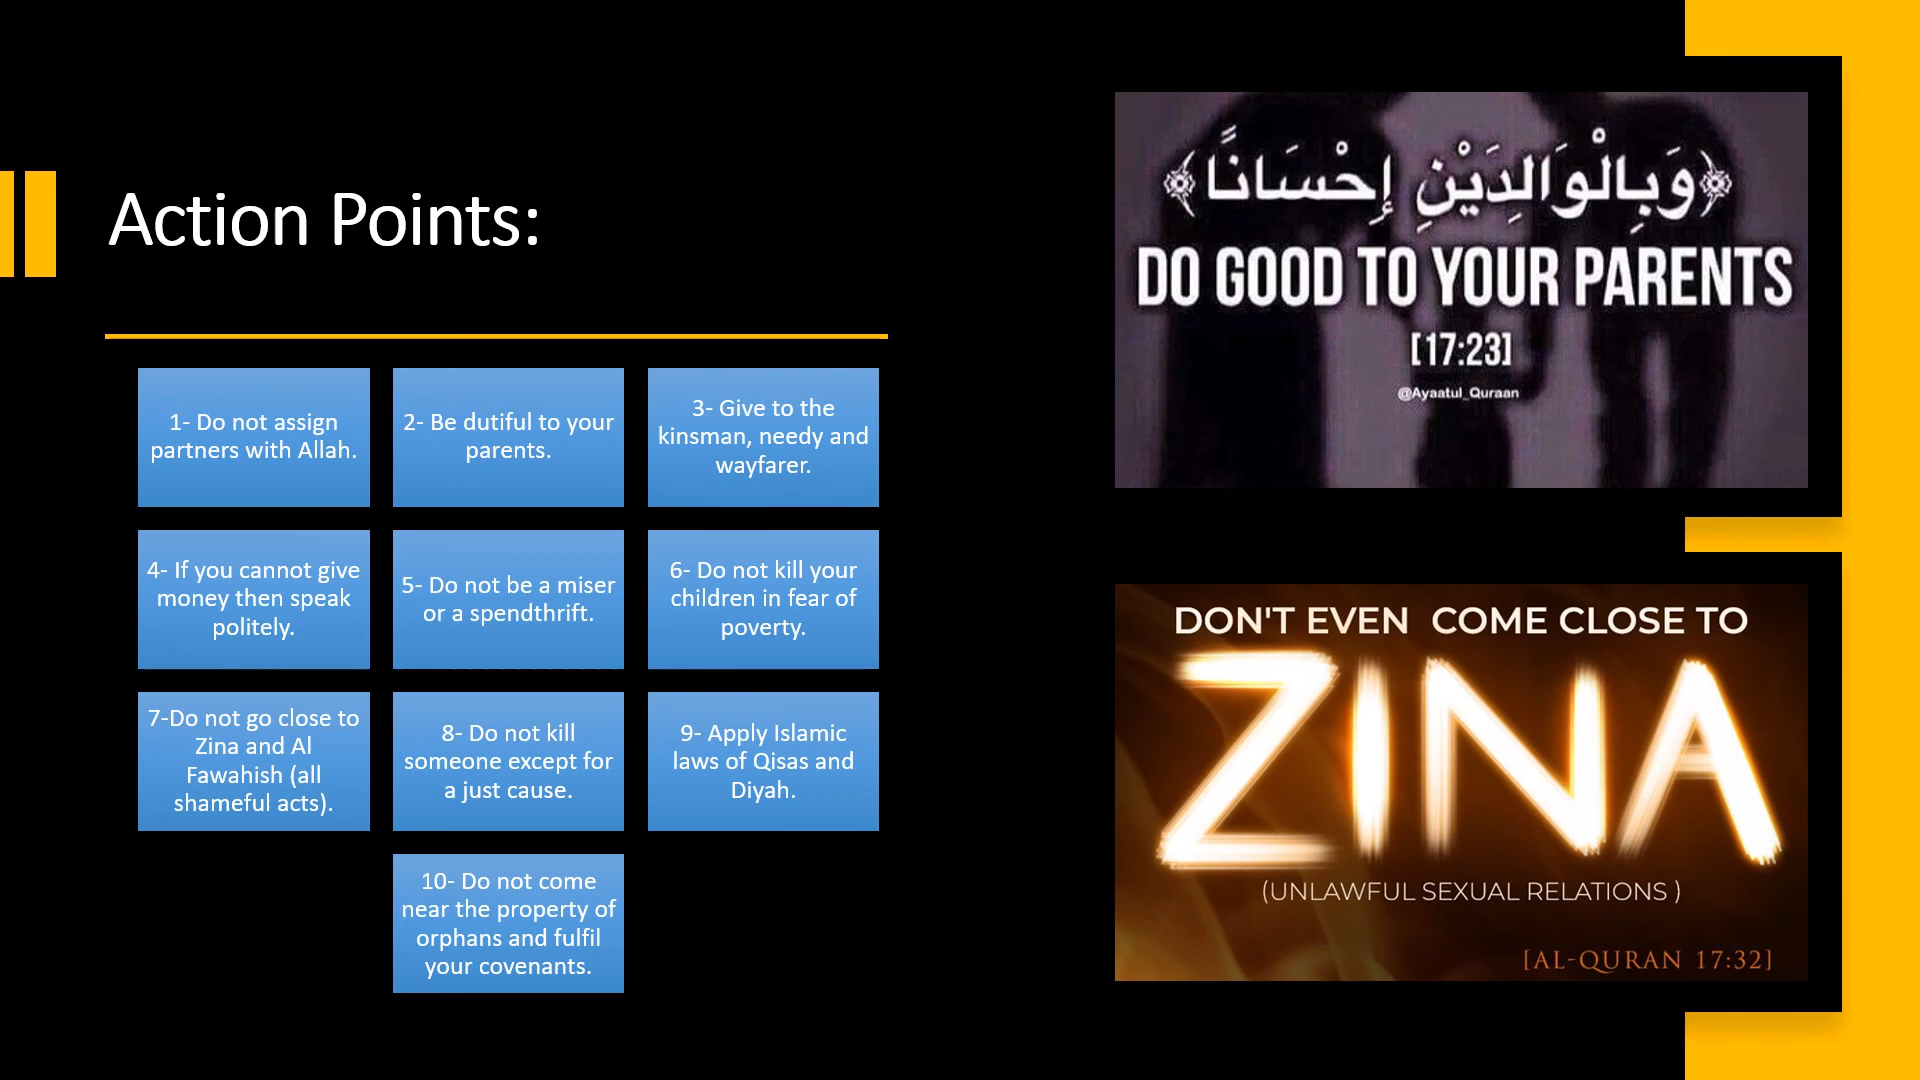 Action Points:
1- Do not assign
partners with Allah.
2- Be dutiful to your
parents.
3- Give to the
kinsman, needy and
wayfarer.
4- If you cannot give
money then speak
politely.
5- Do not be a miser
or a spendthrift.
6- Do not kill your
children in fear of
poverty.
7-Do not go close to
Zina and Al
Fawahish (all
shameful acts).
8- Do not kill
someone except for
a just cause.
9- Apply Islamic
laws of Qisas and
Diyah.
10- Do not come
near the property of
orphans and fulfil
your covenants.
﴿وَبِالْوَالِدَيْنِ إِحْسَانًا﴾
DO GOOD TO YOUR PARENTS
[17:23]
@Ayaatul_Quraan
DON'T EVEN COME CLOSE TO
ZINA
(UNLAWFUL SEXUAL RELATIONS )
[AL-QURAN 17:32]